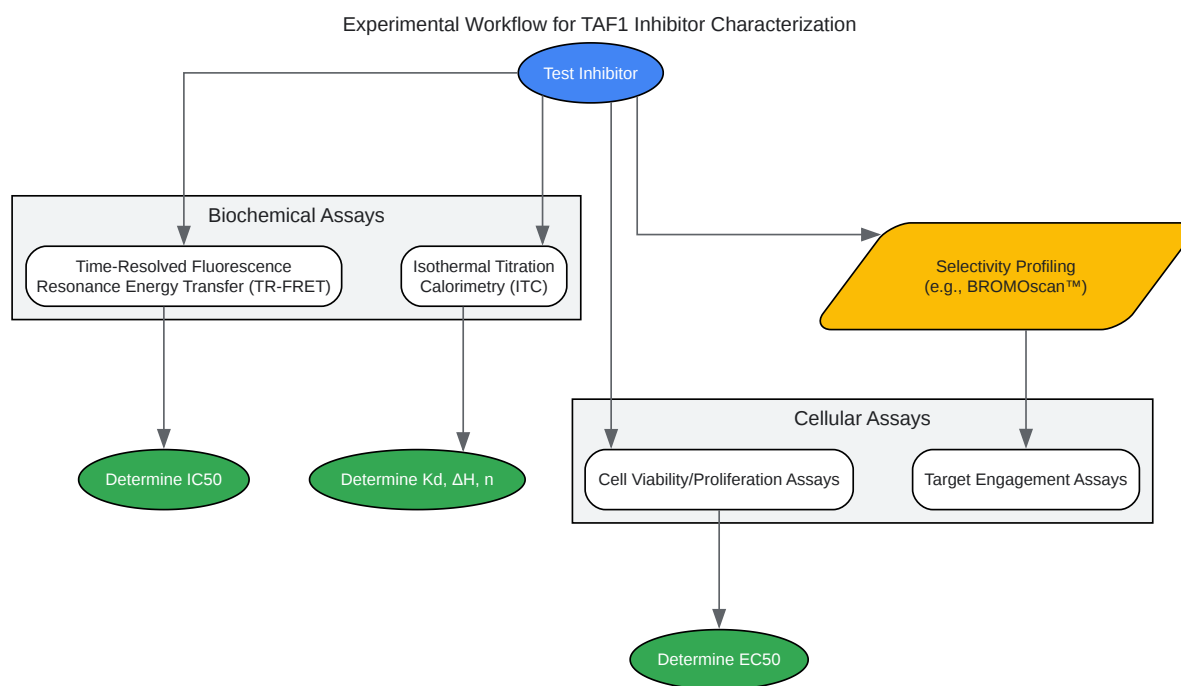 Experimental Workflow for TAF1 Inhibitor Characterization
Test Inhibitor
Biochemical Assays
Time-Resolved Fluorescence
Resonance Energy Transfer (TR-FRET)
Isothermal Titration
Calorimetry (ITC)
Selectivity Profiling
(e.g., BROMOscan™)
Cellular Assays
Determine IC50
Determine Kd, ΔH, n
Cell Viability/Proliferation Assays
Target Engagement Assays
Determine EC50